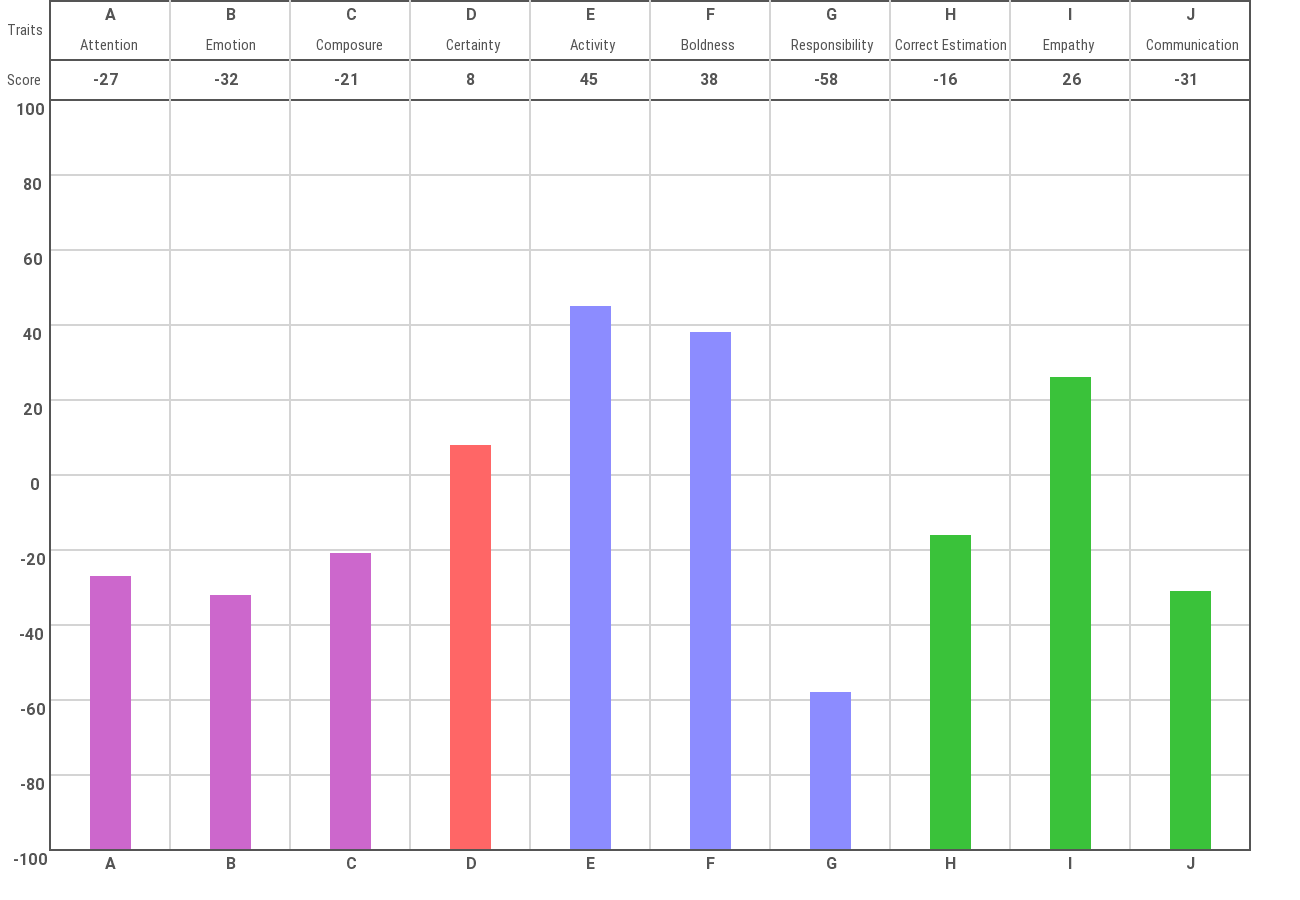 Traits
A B C D E F G H I J
Attention Emotion Composure Certainty Activity Boldness Responsibility Correct Estimation Empathy Communication
Score -27 -32 -21 8 45 38 -58 -16 26 -31
100
80
60
40
20
0
-20
-40
-60
-80
-100
A B C D E F G H I J